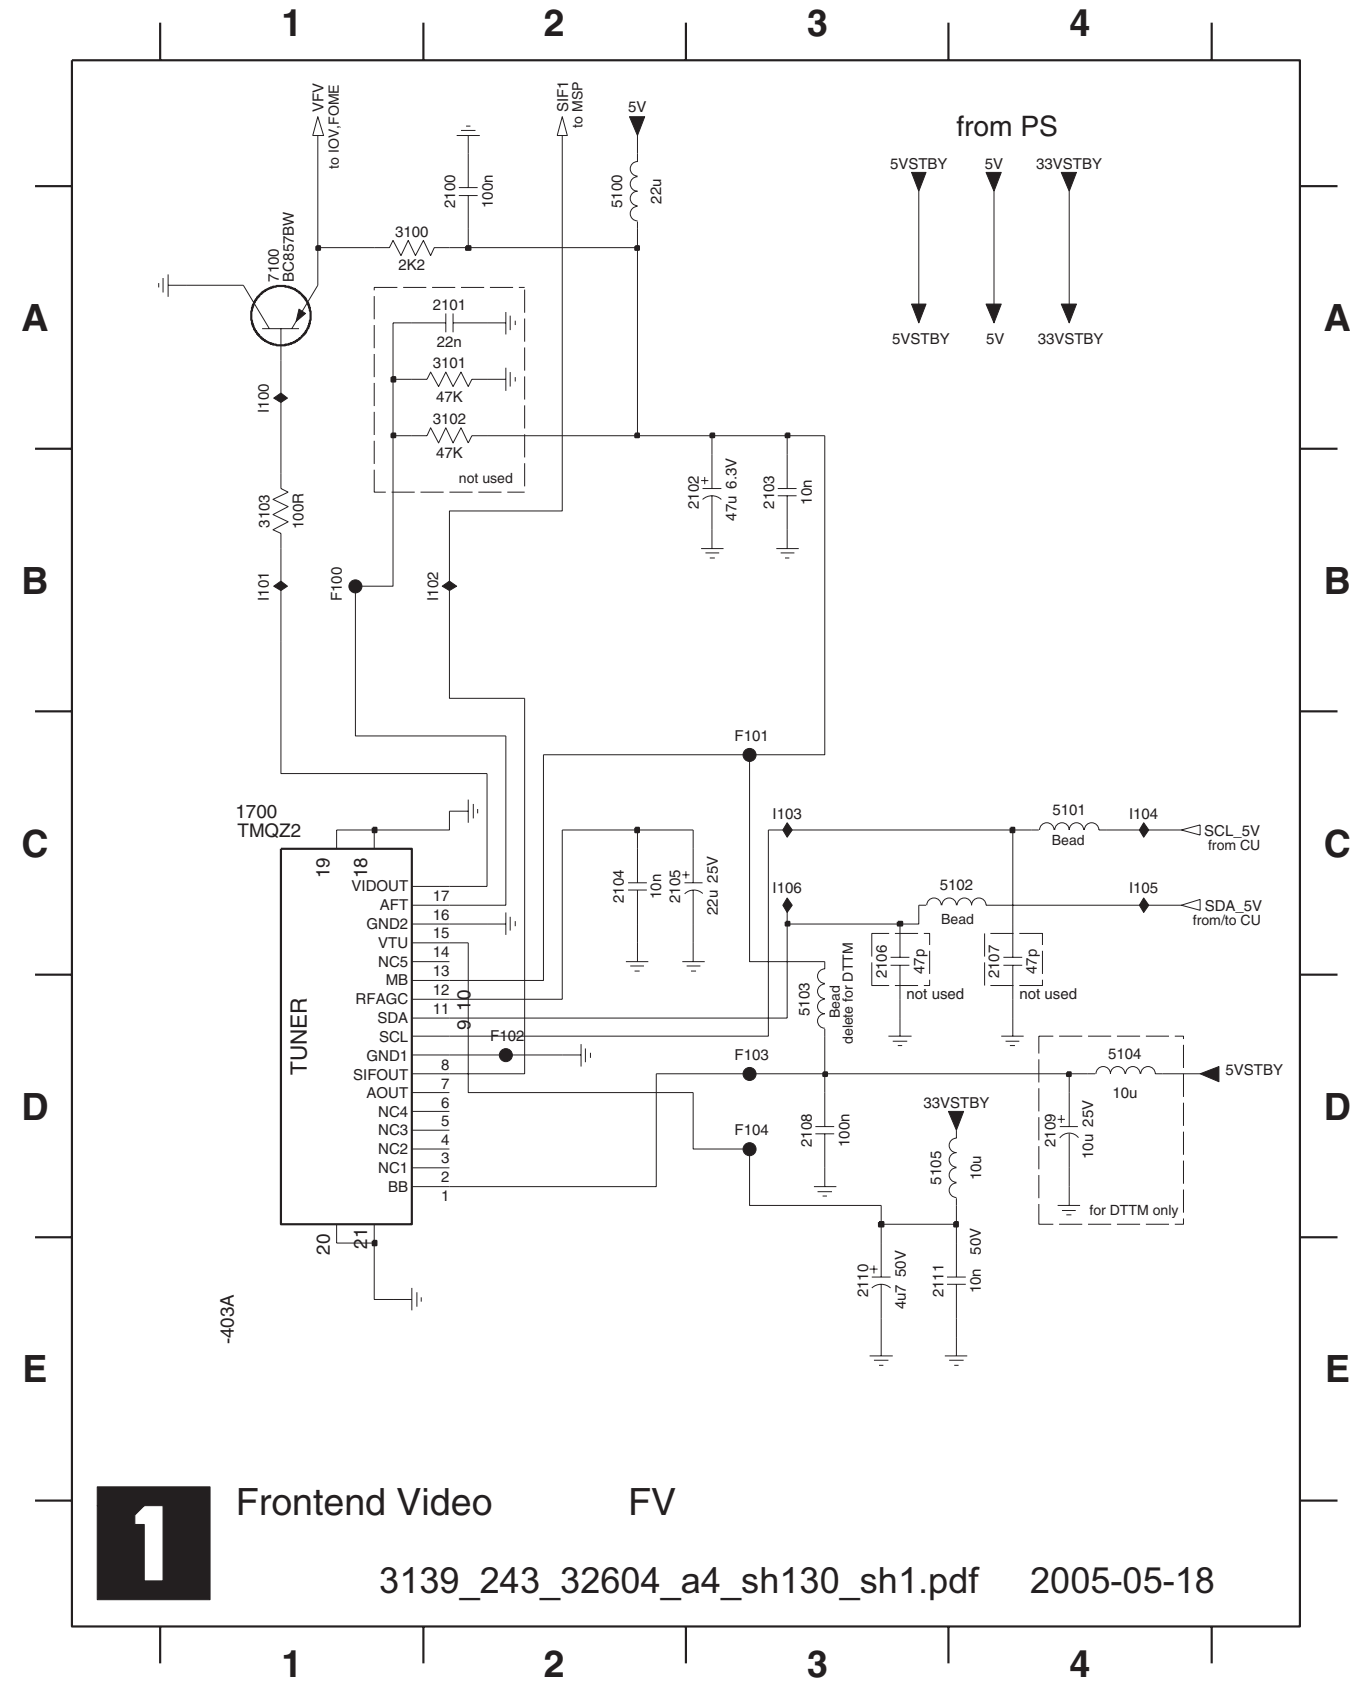 1 2 3 4
VFV
to IOV,FOME
SIF1
to MSP
5V
from PS
5VSTBY 5V 33VSTBY
2100
100n
5100
22u
7100
BC857BW
3100
2K2
A A
2101
22n
5VSTBY 5V 33VSTBY
3101
47K
I100
3102
47K
not used
2102
+
47u 6.3V
2103
10n
3103
100R
B B
I101
F100
I102
F101
1700
TMQZ2
I103
5101
Bead
I104
SCL_5V
from CU
C C
19 18
2104
10n
2105
+
22u 25V
I106
5102
Bead
I105
SDA_5V
from/to CU
VIDOUT
17
AFT
16
GND2
15
VTU
14
NC5
13
MB
12
RFAGC
11
SDA
10
9
SCL
GND1
8
SIFOUT
7
AOUT
6
NC4
5
NC3
4
NC2
3
NC1
2
BB
1
TUNER
F102
2106
47p
not used
2107
47p
not used
5103
Bead
delete for DTTM
F103
5104
10u
5VSTBY
D D
33VSTBY
F104
2108
100n
5105
10u
2109
+
10u 25V
for DTTM only
20 21
2110
+
4u7 50V
2111
10n 50V
-403A
E E
1
Frontend Video FV
3139_243_32604_a4_sh130_sh1.pdf 2005-05-18
1 2 3 4